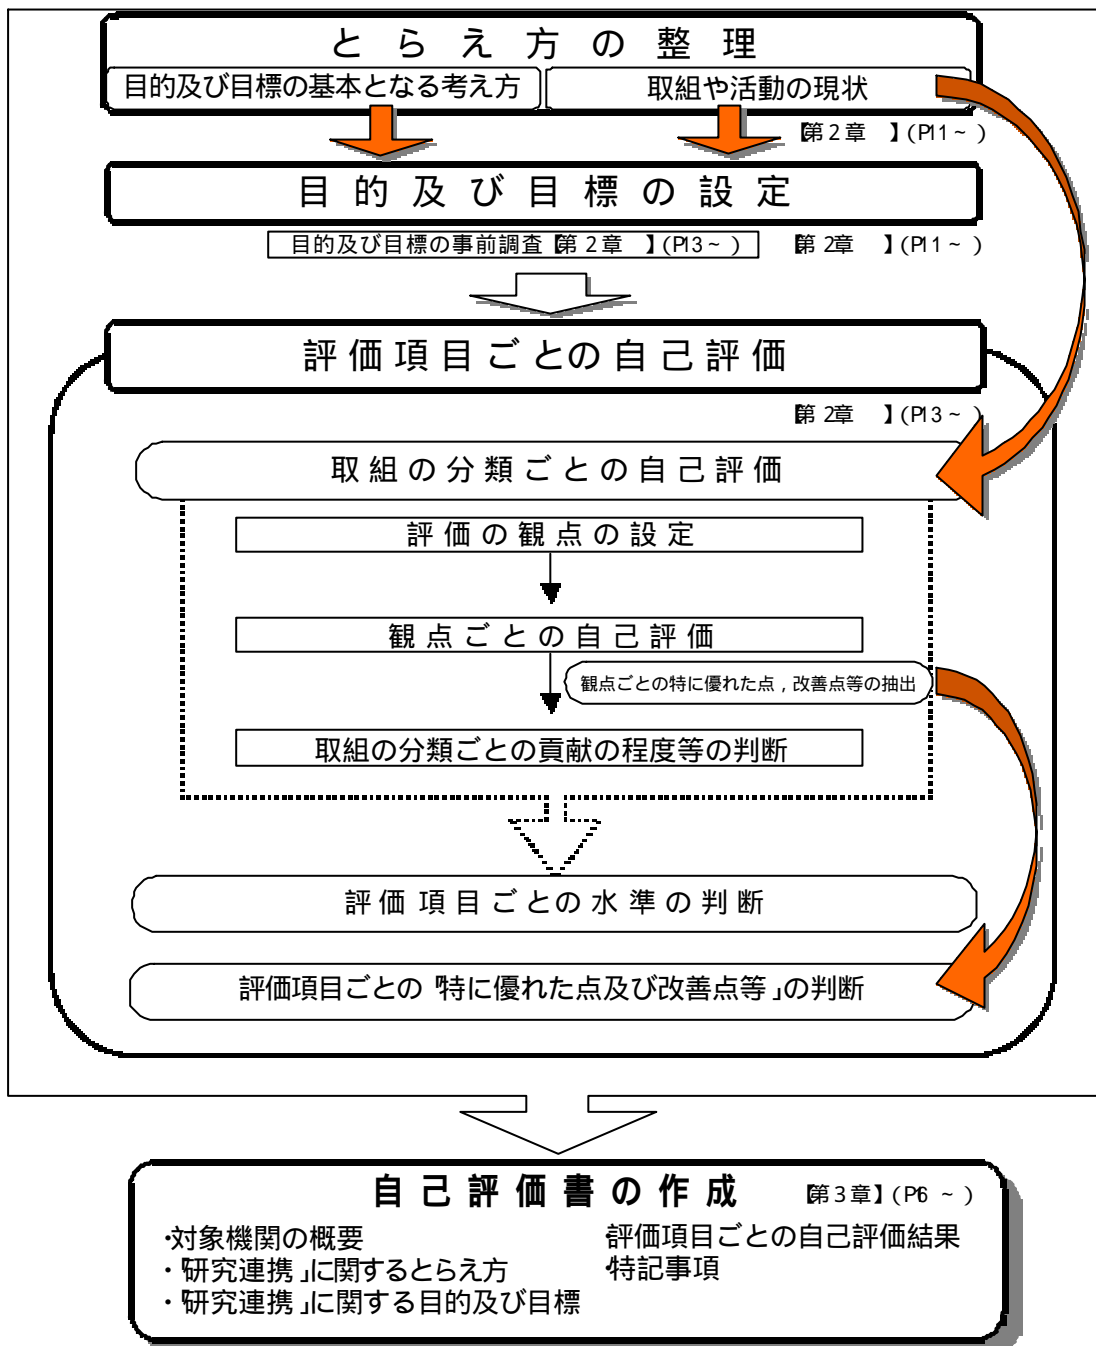 とらえ方の整理
目的及び目標の基本となる考え方 取組や活動の現状
【第2章　】(P11～ )
目的及び目標の設定
目的及び目標の事前調査【第2章　】(P13～ ) 【第2章　】(P11～ )
評価項目ごとの自己評価
【第2章　】(P13～ )
取組の分類ごとの自己評価
評価の観点の設定
観点ごとの自己評価
観点ごとの特に優れた点，改善点等の抽出
取組の分類ごとの貢献の程度等の判断
評価項目ごとの水準の判断
評価項目ごとの「特に優れた点及び改善点等」の判断
自己評価書の作成 【第3章】(P6 ～ )
・対象機関の概要 ・評価項目ごとの自己評価結果
・「研究連携」に関するとらえ方 ・特記事項
・「研究連携」に関する目的及び目標